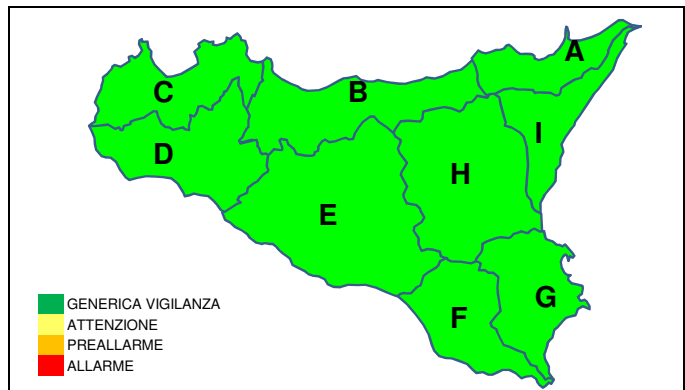 A
C
B
I
D
H
E
G
F
GENERICA VIGILANZA
ATTENZIONE
PREALLARME
ALLARME